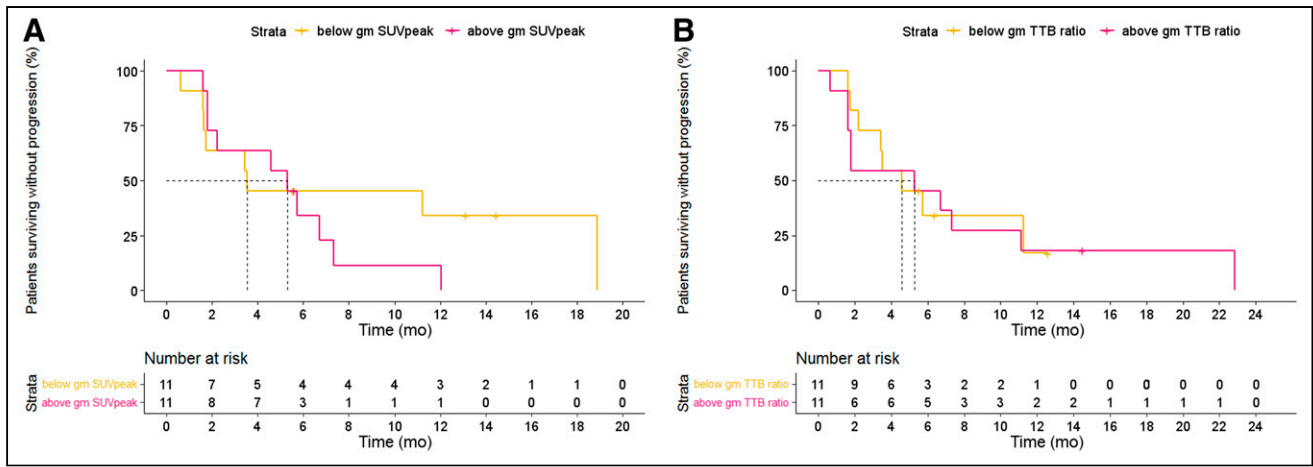 A
Strata below gm SUVpeak above gm SUVpeak
Patients surviving without progression (%)
100
75
50
25
0
0 2 4 6 8 10 12 14 16 18 20
Time (mo)
Number at risk
Strata
below gm SUVpeak 11 7 5 4 4 4 3 2 1 1 0
above gm SUVpeak 11 8 7 3 1 1 1 0 0 0 0
0 2 4 6 8 10 12 14 16 18 20
Time (mo)
B
Strata below gm TTB ratio above gm TTB ratio
Patients surviving without progression (%)
100
75
50
25
0
0 2 4 6 8 10 12 14 16 18 20 22 24
Time (mo)
Number at risk
Strata
below gm TTB ratio 11 9 6 3 2 2 1 0 0 0 0 0 0
above gm TTB ratio 11 6 6 5 3 3 2 2 1 1 1 1 0
0 2 4 6 8 10 12 14 16 18 20 22 24
Time (mo)